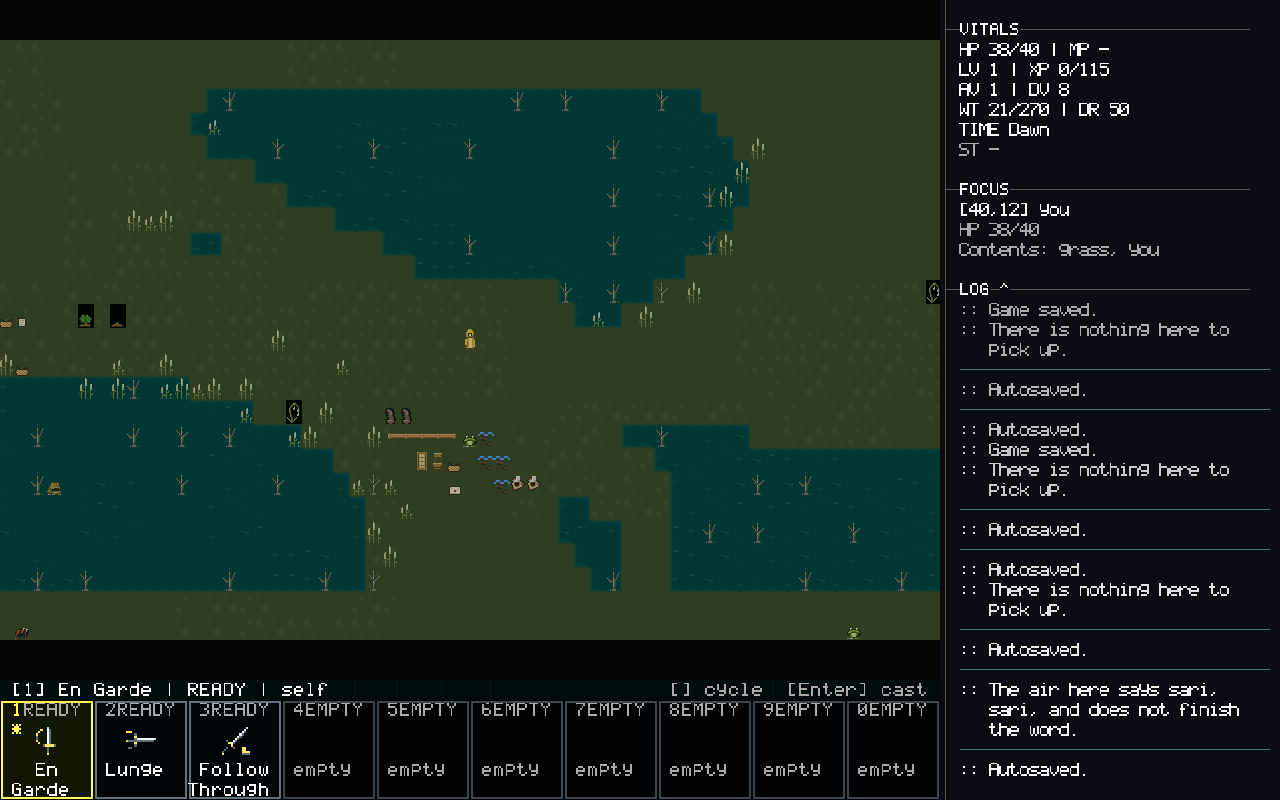 VITALS
HP 38/40 | MP -
LV 1 | XP 0/115
AV 1 | DV 8
WT 21/270 | DR 50
TIME Dawn
ST -
FOCUS
[40,12] You
HP 38/40
Contents: grass, You
LOG ^
:: Game saved.
:: There is nothing here to
Pick up.
:: Autosaved.
:: Autosaved.
:: Game saved.
:: There is nothing here to
Pick up.
:: Autosaved.
:: Autosaved.
:: There is nothing here to
Pick up.
:: Autosaved.
:: The air here says sari,
sari, and does not finish
the word.
:: Autosaved.
[1] En Garde | READY | self
[] cycle [Enter] cast
1READY 2READY 3READY 4EMPTY 5EMPTY 6EMPTY 7EMPTY 8EMPTY 9EMPTY 0EMPTY
*
En Lunge Follow empty empty empty empty empty empty empty
Garde Through